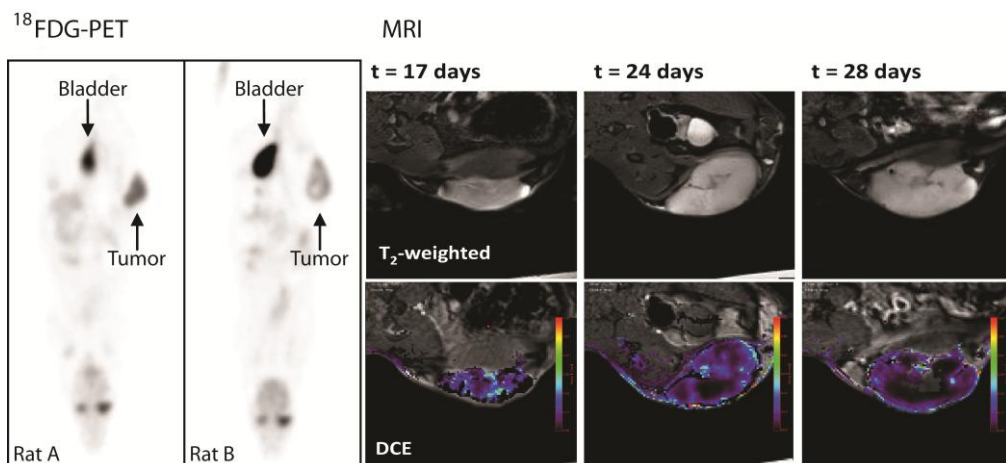 ¹⁸FDG-PET
MRI
t = 17 days
t = 24 days
t = 28 days
Bladder
Bladder
Tumor
Tumor
T₂-weighted
Rat A
Rat B
DCE